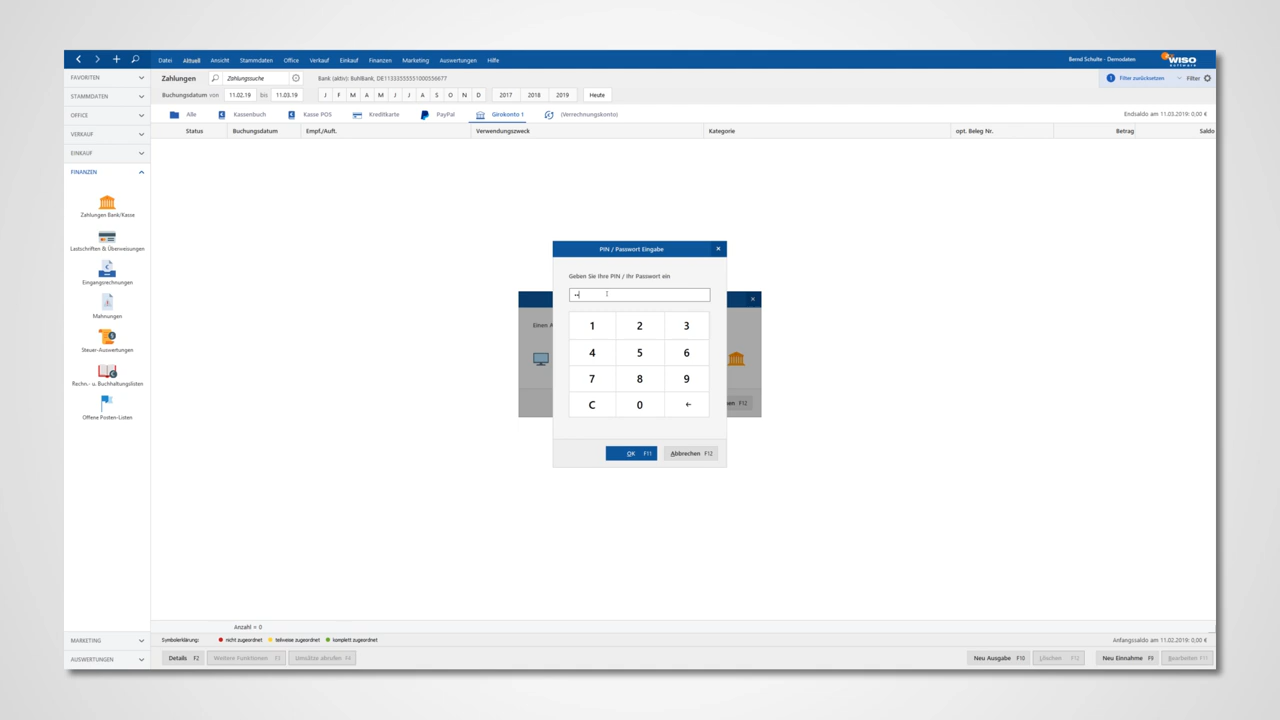 Datei Aktuell Ansicht Stammdaten Office Verkauf Einkauf Finanzen Marketing Auswertungen Hilfe
Bernd Schulte - Demodaten
WISO
FAVORITEN
STAMMDATEN
OFFICE
VERKAUF
EINKAUF
FINANZEN
Zahlungen Bank/Kasse
Lastschriften & Überweisungen
Eingangsrechnungen
Mahnungen
Steuer-Auswertungen
Rechn.- u. Buchhaltungslisten
Offene Posten-Listen
MARKETING
AUSWERTUNGEN
Zahlungen Zahlungssuche Bank (aktiv): BuhlBank, Filter zurücksetzen Filter
Buchungsdatum von 11.02.19 bis 11.03.19 J F M A M J J A S O N D 2017 2018 2019 Heute
Alle Kassenbuch Kasse POS Kreditkarte PayPal Girokonto 1 (Verrechnungskonto) Endsaldo am 11.03.2019: 0,00 €
Status Buchungsdatum Empf./Auft. Verwendungszweck Kategorie opt. Beleg Nr. Betrag Saldo
PIN / Passwort Eingabe
Geben Sie Ihre PIN / Ihr Passwort ein
Einen A
1 2 3
4 5 6
7 8 9
C 0 ←
en F12
OK F11 Abbrechen F12
Anzahl = 0
Symbolerklärung: nicht zugeordnet teilweise zugeordnet komplett zugeordnet Anfangssaldo am 11.02.2019: 0,00 €
Details F2 Weitere Funktionen F3 Umsätze abrufen F4 Neu Ausgabe F10 Löschen F12 Neu Einnahme F9 Bearbeiten F11